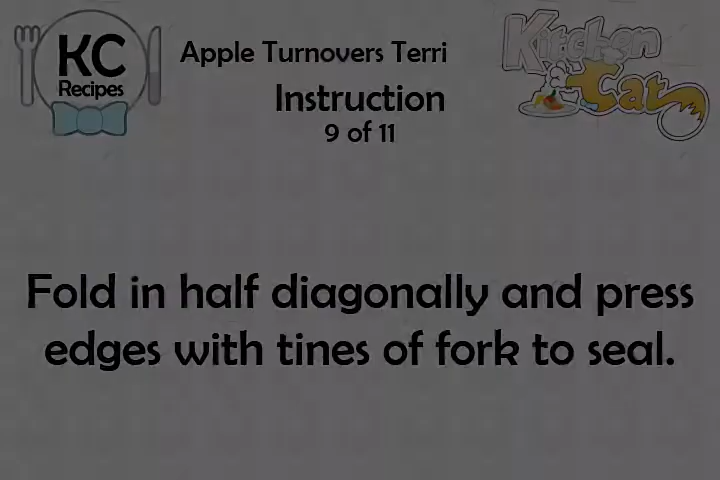 KC
Recipes
Apple Turnovers Terri
Instruction
9 of 11
Kitchen
Cat
Fold in half diagonally and press
edges with tines of fork to seal.